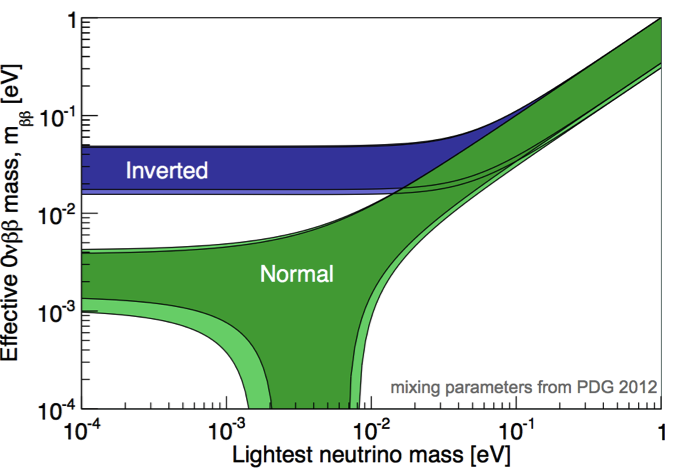 Effective 0νββ mass, mββ [eV]
1
10-1
10-2
10-3
10-4
Inverted
Normal
mixing parameters from PDG 2012
10-4 10-3 10-2 10-1 1
Lightest neutrino mass [eV]